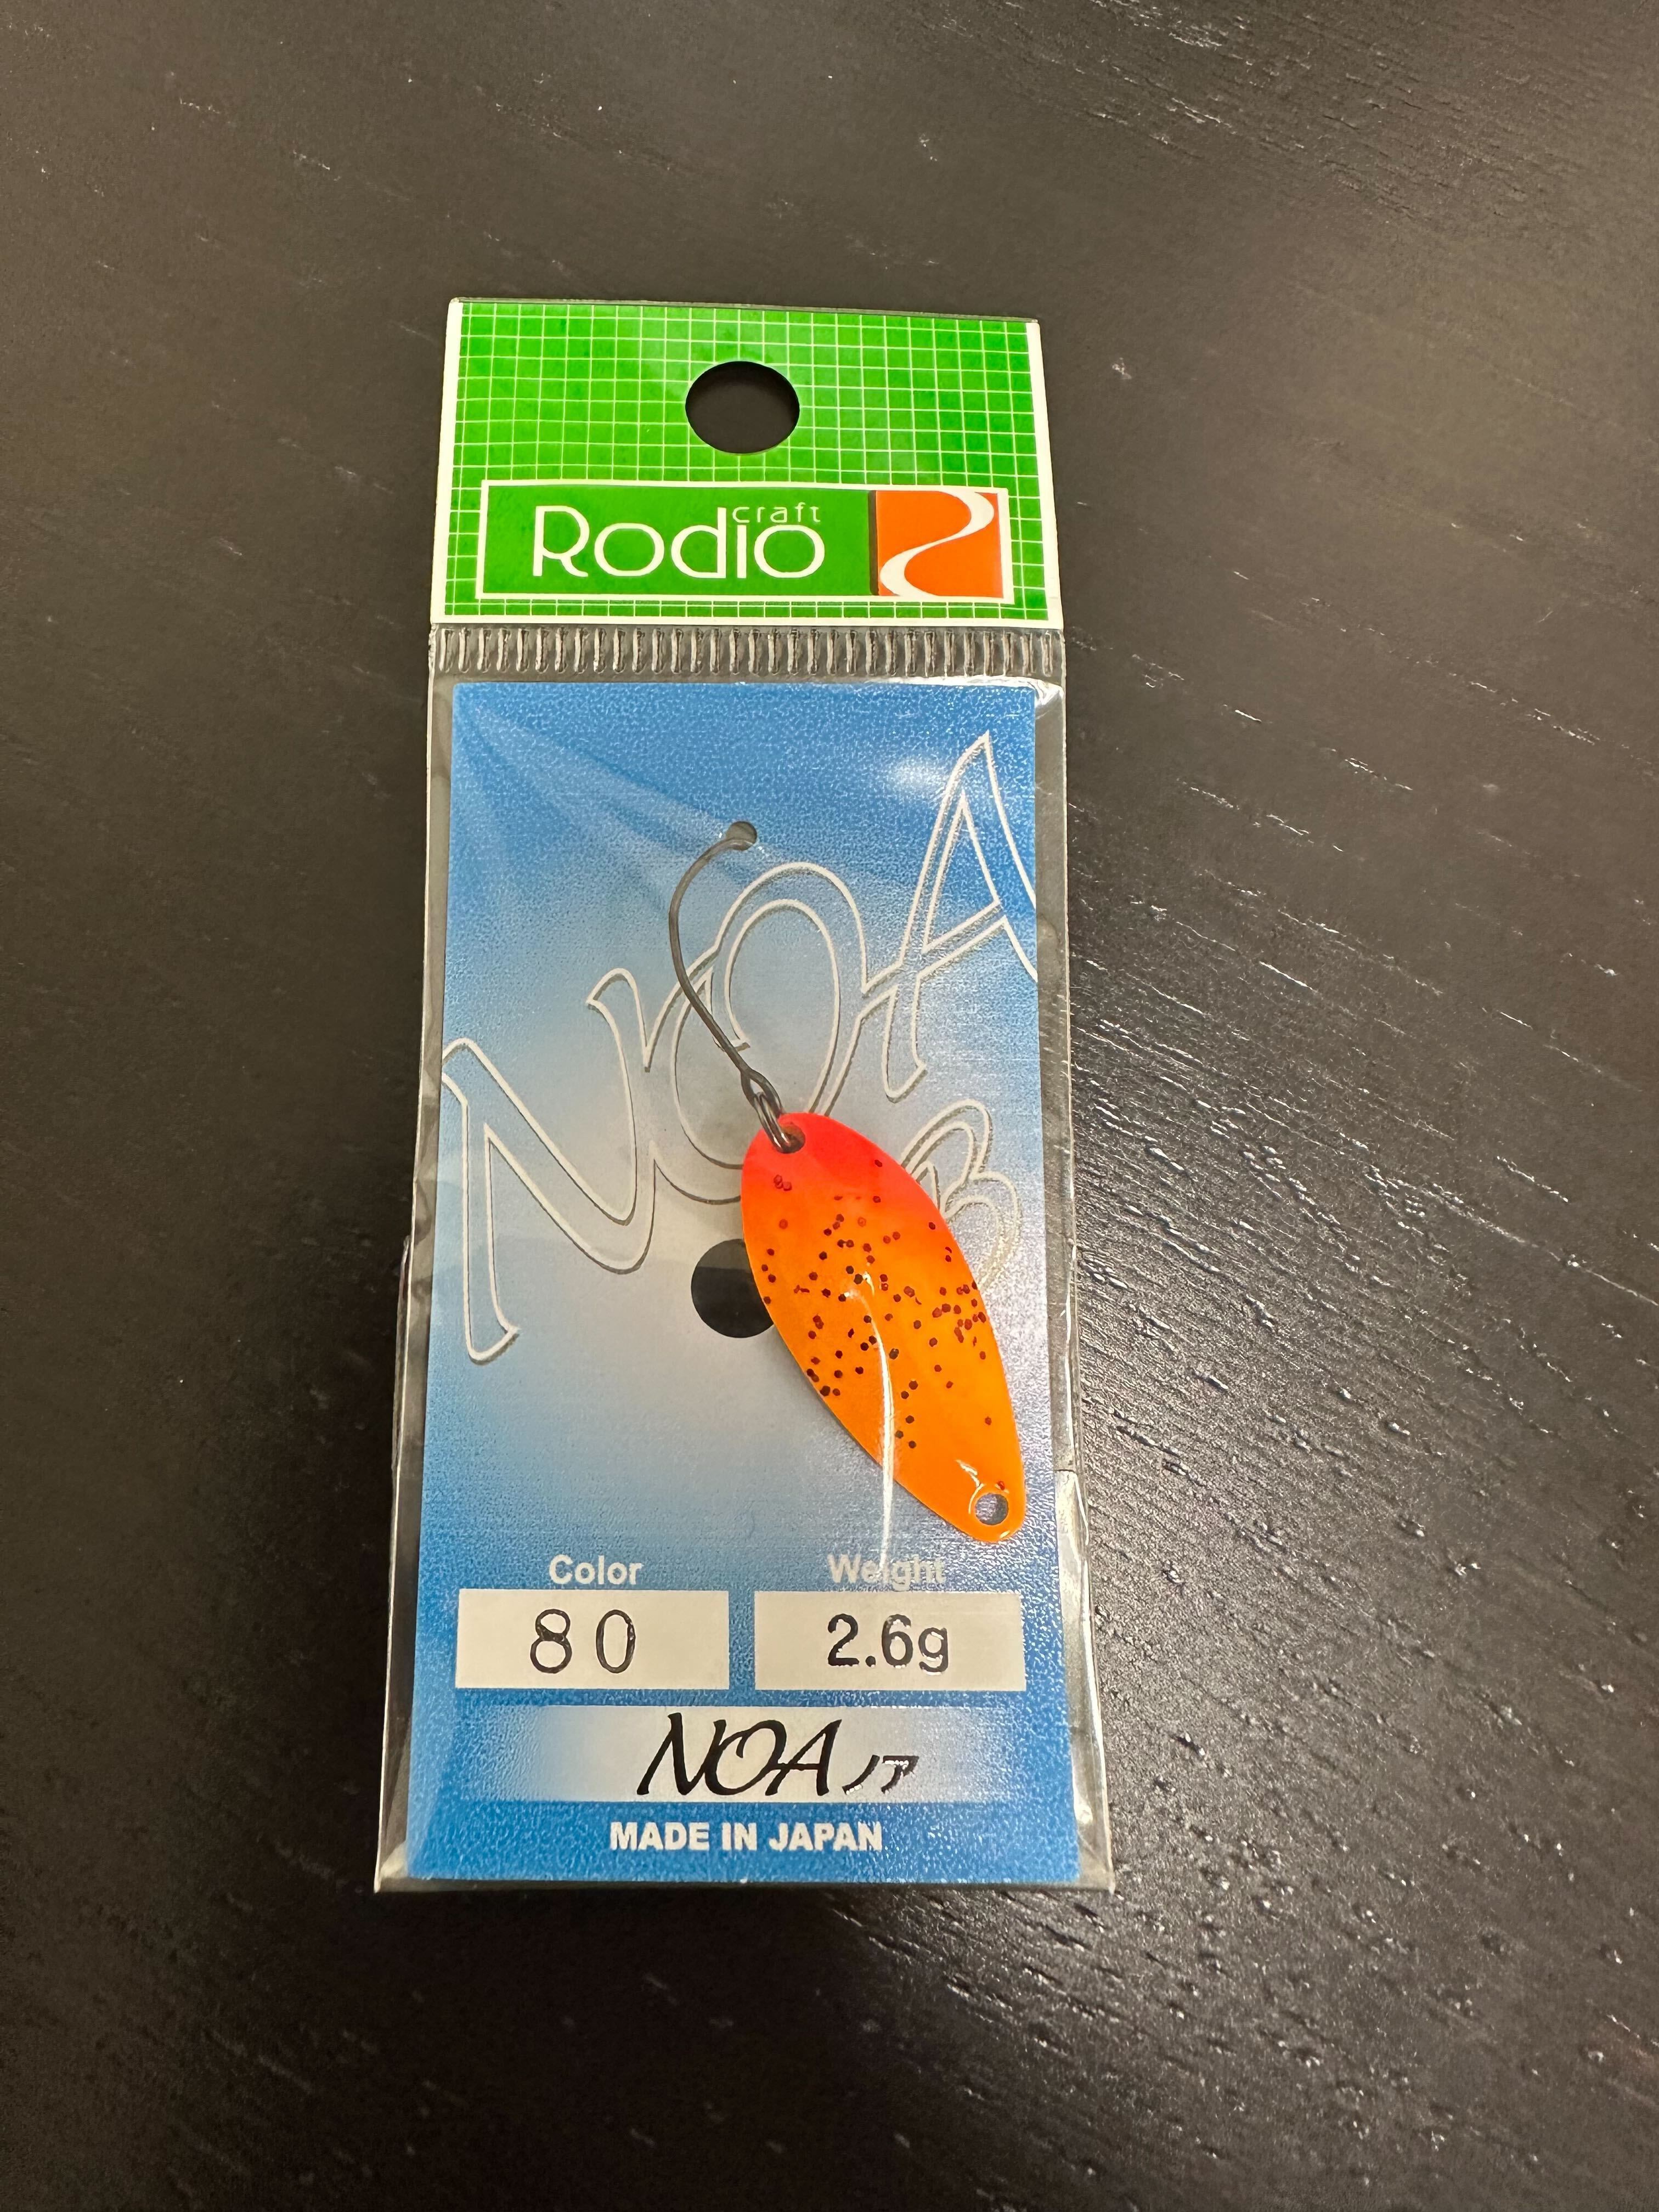 Rodio craft
NOA
B
Color Weight
80 2.6g
NOA ノア
MADE IN JAPAN